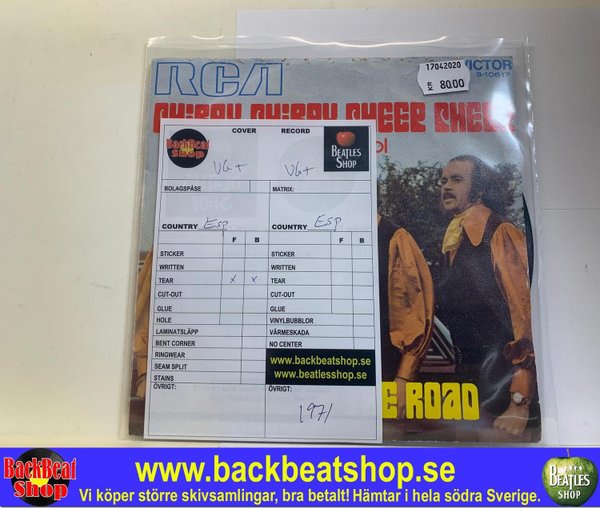 RCA
VICTOR
3-10617
17042020
KR 80.00
CHIRPY CHIRPY CHEEP CHEEP
BackBeat
Shop
COVER
RECORD
BEATLES
SHOP
VG+
VG+
BOLAGSPÅSE
MATRIX:
COUNTRY Esp
COUNTRY Esp
F B
F B
STICKER
STICKER
WRITTEN
WRITTEN
TEAR x x
TEAR
CUT-OUT
CUT-OUT
GLUE
GLUE
HOLE
VINYLBUBBLOR
LAMINATSLÄPP
VÄRMESKADA
BENT CORNER
NO CENTER
RINGWEAR
SEAM SPLIT
STAINS
www.backbeatshop.se
www.beatlesshop.se
ÖVRIGT:
ÖVRIGT:
1971
E ROAD
BackBeat
Shop
www.backbeatshop.se
Vi köper större skivsamlingar, bra betalt! Hämtar i hela södra Sverige.
BEATLES
SHOP